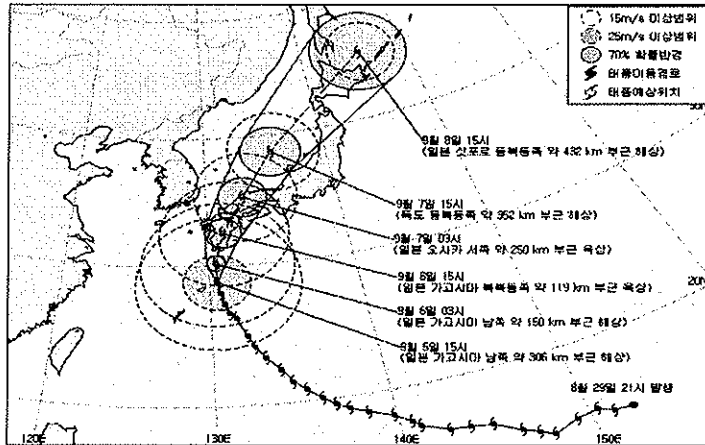 15m/s 이상범위
25m/s 이상범위
70% 확률반경
태풍이동경로
태풍예상위치
9월 8일 15시
(일본 삿포로 동북동쪽 약 432 km 부근 해상)
9월 7일 15시
(독도 동북동쪽 약 352 km 부근 해상)
9월 7일 03시
(일본 오사카 서쪽 약 250 km 부근 육상)
9월 6일 15시
(일본 가고시마 북북동쪽 약 119 km 부근 육상)
9월 6일 03시
(일본 가고시마 남쪽 약 150 km 부근 해상)
9월 5일 15시
(일본 가고시마 남쪽 약 306 km 부근 해상)
8월 29일 21시 발생
20N
120E
130E
140E
150E